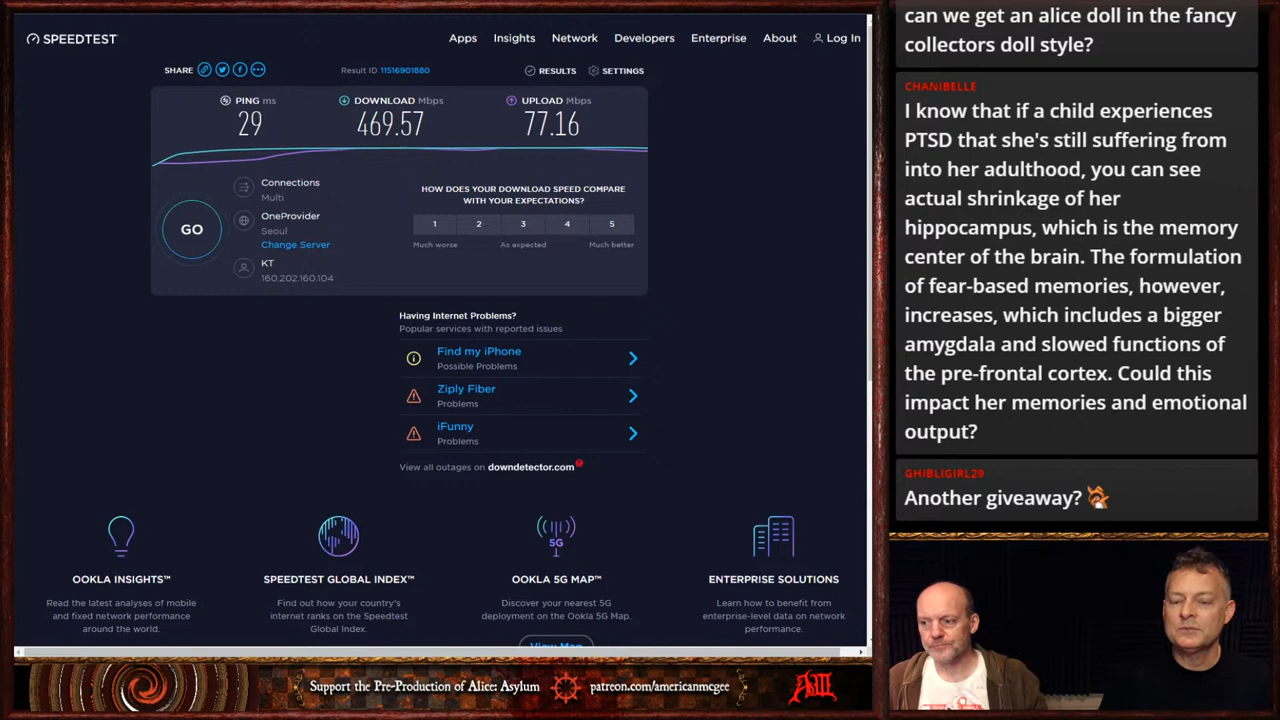 SPEEDTEST
Apps Insights Network Developers Enterprise About Log In
SHARE
Result ID 11516901880
RESULTS SETTINGS
PING ms
29
DOWNLOAD Mbps
469.57
UPLOAD Mbps
77.16
GO
Connections
Multi
OneProvider
Seoul
Change Server
KT
160.202.160.104
HOW DOES YOUR DOWNLOAD SPEED COMPARE
WITH YOUR EXPECTATIONS?
1 2 3 4 5
Much worse As expected Much better
Having Internet Problems?
Popular services with reported issues
Find my iPhone
Possible Problems
Ziply Fiber
Problems
iFunny
Problems
View all outages on downdetector.com
OOKLA INSIGHTS™
Read the latest analyses of mobile
and fixed network performance
around the world.
SPEEDTEST GLOBAL INDEX™
Find out how your country's
internet ranks on the Speedtest
Global Index.
5G
OOKLA 5G MAP™
Discover your nearest 5G
deployment on the Ookla 5G Map.
View Map
ENTERPRISE SOLUTIONS
Learn how to benefit from
enterprise-level data on network
performance.
Support the Pre-Production of Alice: Asylum patreon.com/americanmcgee
can we get an alice doll in the fancy
collectors doll style?
CHANIBELLE
I know that if a child experiences
PTSD that she's still suffering from
into her adulthood, you can see
actual shrinkage of her
hippocampus, which is the memory
center of the brain. The formulation
of fear-based memories, however,
increases, which includes a bigger
amygdala and slowed functions of
the pre-frontal cortex. Could this
impact her memories and emotional
output?
GHIBLIGIRL29
Another giveaway?